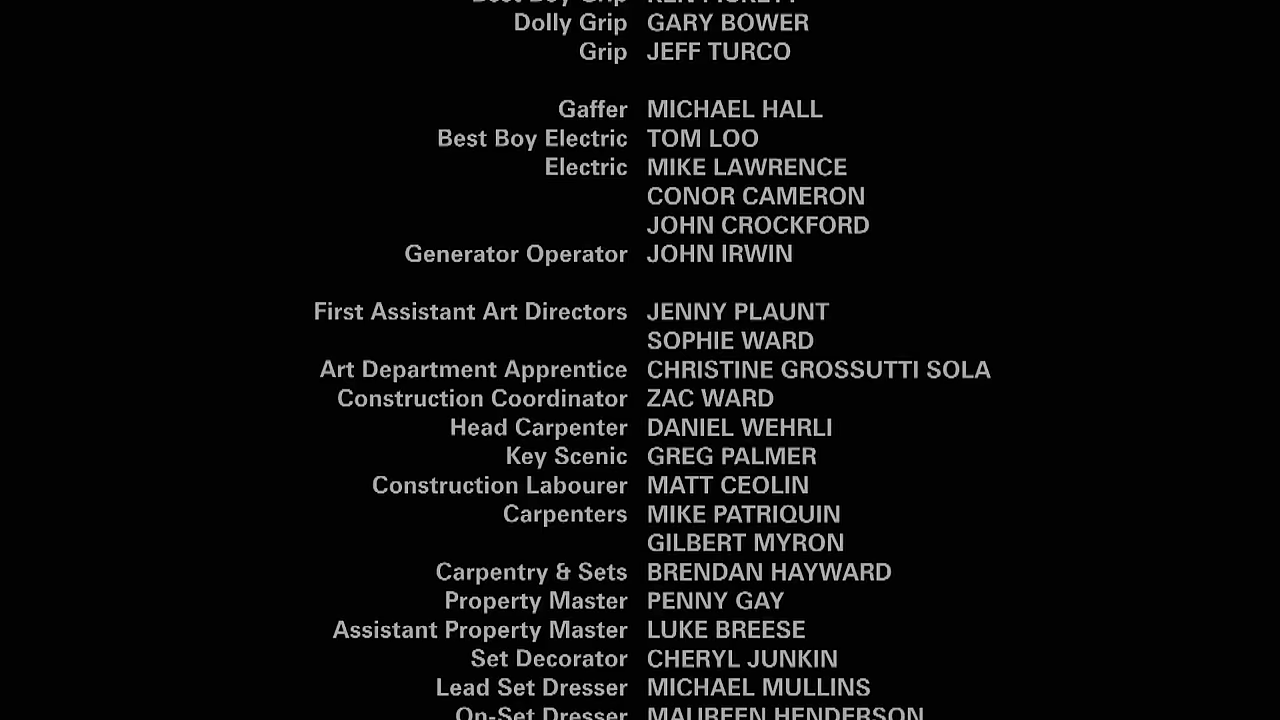 Dolly Grip GARY BOWER
Grip JEFF TURCO
Gaffer MICHAEL HALL
Best Boy Electric TOM LOO
Electric MIKE LAWRENCE
CONOR CAMERON
JOHN CROCKFORD
Generator Operator JOHN IRWIN
First Assistant Art Directors JENNY PLAUNT
SOPHIE WARD
Art Department Apprentice CHRISTINE GROSSUTTI SOLA
Construction Coordinator ZAC WARD
Head Carpenter DANIEL WEHRLI
Key Scenic GREG PALMER
Construction Labourer MATT CEOLIN
Carpenters MIKE PATRIQUIN
GILBERT MYRON
Carpentry & Sets BRENDAN HAYWARD
Property Master PENNY GAY
Assistant Property Master LUKE BREESE
Set Decorator CHERYL JUNKIN
Lead Set Dresser MICHAEL MULLINS
On-Set Dresser MAUREEN HENDERSON